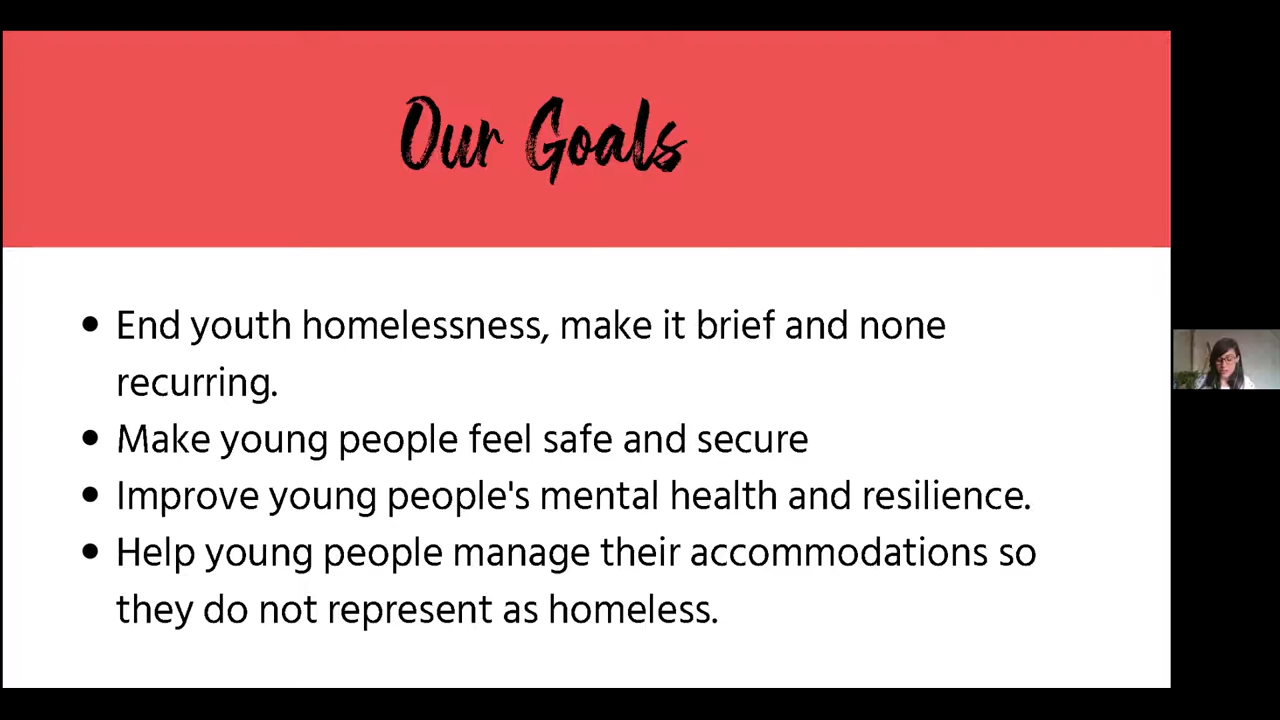 Our Goals
• End youth homelessness, make it brief and none
recurring.
• Make young people feel safe and secure
• Improve young people's mental health and resilience.
• Help young people manage their accommodations so
they do not represent as homeless.